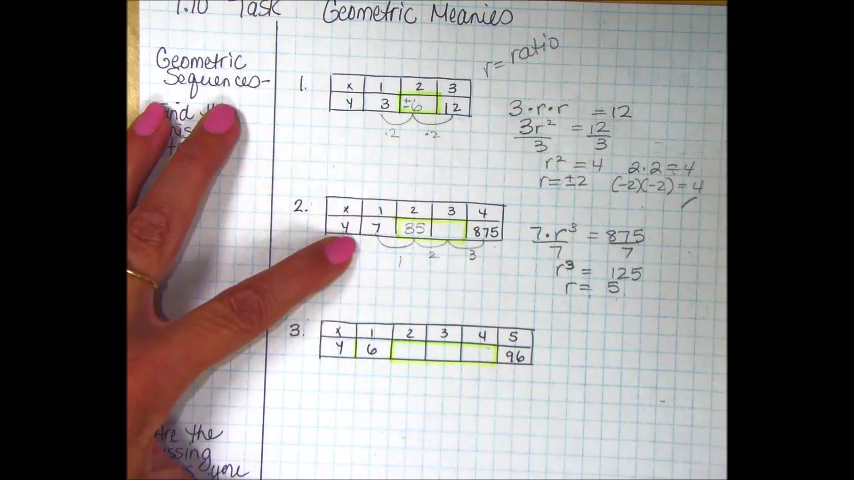 1.10 Task Geometric Meanies
Geometric
Sequences-
r = ratio
1.
x 1 2 3
y 3 ±6 12
·2 ·2
3·r·r = 12
3r² = 12
3 3
r² = 4
r = ±2
2·2 = 4
(-2)(-2) = 4
2.
x 1 2 3 4
y 7 35 875
1 2 3
7·r³ = 875
7 7
r³ = 125
r = 5
3.
x 1 2 3 4 5
y 6 96
Are the
you